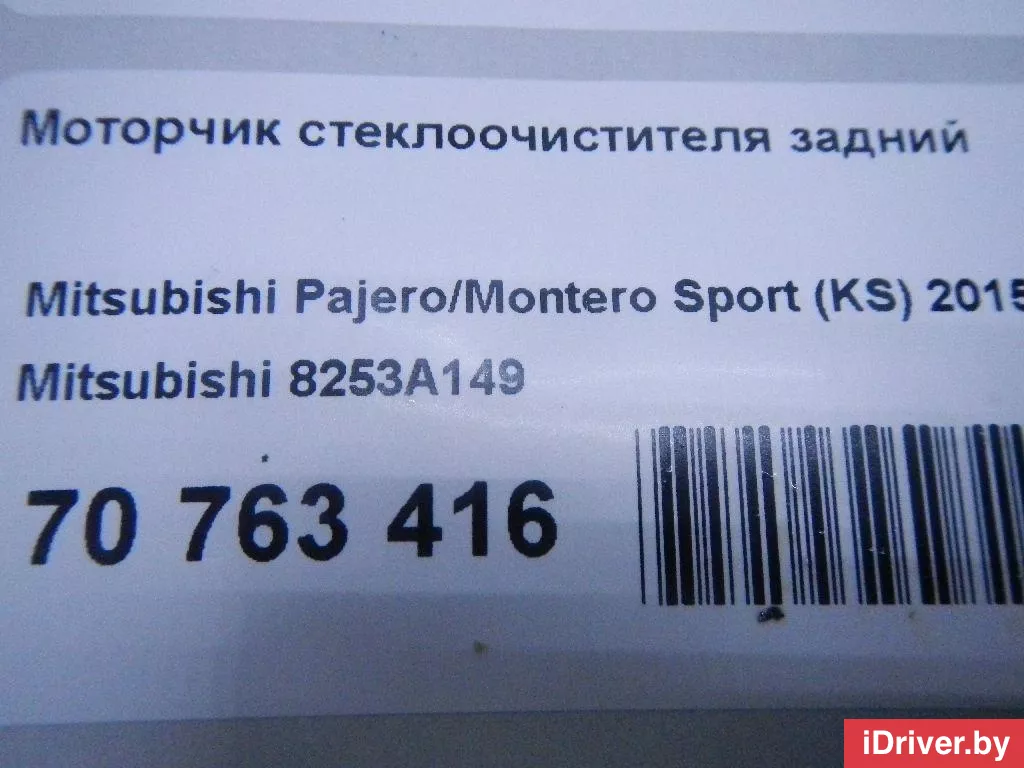 Моторчик стеклоочистителя задний
Mitsubishi Pajero/Montero Sport (KS) 2015
Mitsubishi 8253A149
70 763 416
iDriver.by